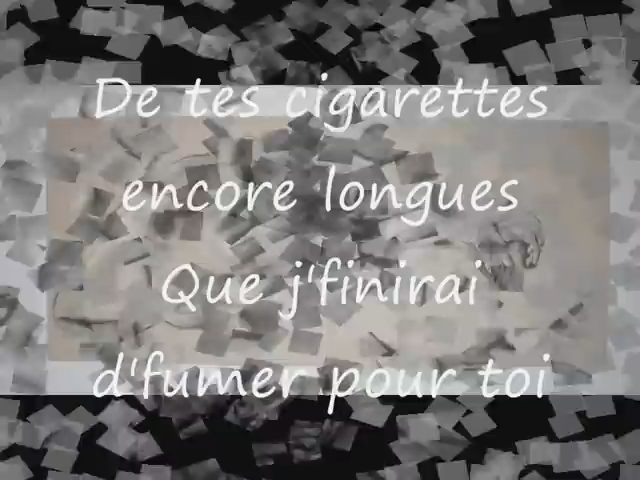 De tes cigarettes
encore longues
Que j'finirai
d'fumer pour toi